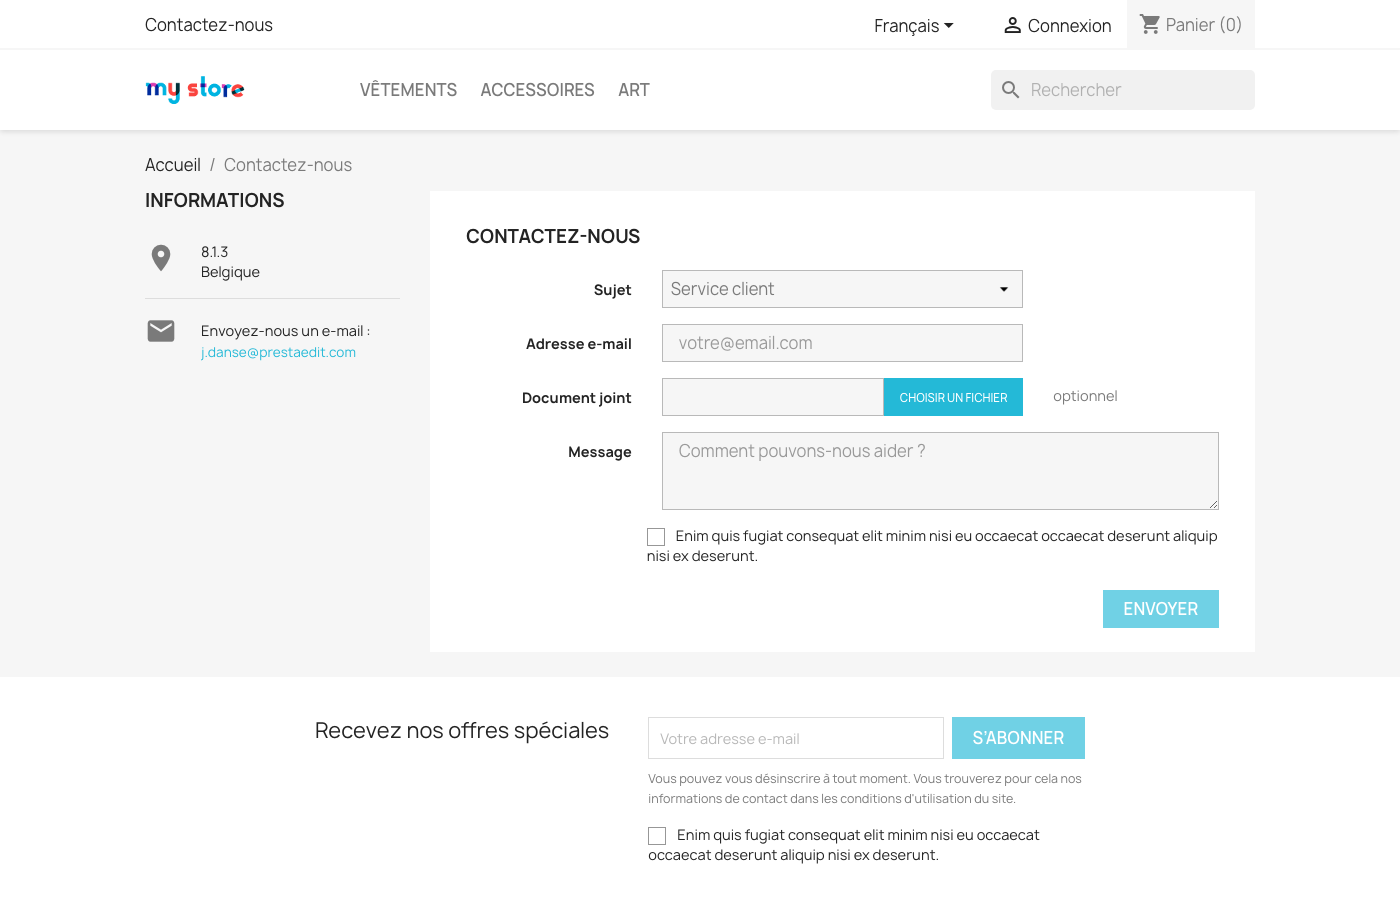 Contactez-nous
Français
Connexion
Panier (0)
my store
VÊTEMENTS
ACCESSOIRES
ART
Rechercher
Accueil / Contactez-nous
INFORMATIONS
8.1.3
Belgique
Envoyez-nous un e-mail :
j.danse@prestaedit.com
CONTACTEZ-NOUS
Sujet
Service client
Adresse e-mail
votre@email.com
Document joint
CHOISIR UN FICHIER
optionnel
Message
Comment pouvons-nous aider ?
Enim quis fugiat consequat elit minim nisi eu occaecat occaecat deserunt aliquip
nisi ex deserunt.
ENVOYER
Recevez nos offres spéciales
Votre adresse e-mail
S'ABONNER
Vous pouvez vous désinscrire à tout moment. Vous trouverez pour cela nos
informations de contact dans les conditions d'utilisation du site.
Enim quis fugiat consequat elit minim nisi eu occaecat
occaecat deserunt aliquip nisi ex deserunt.